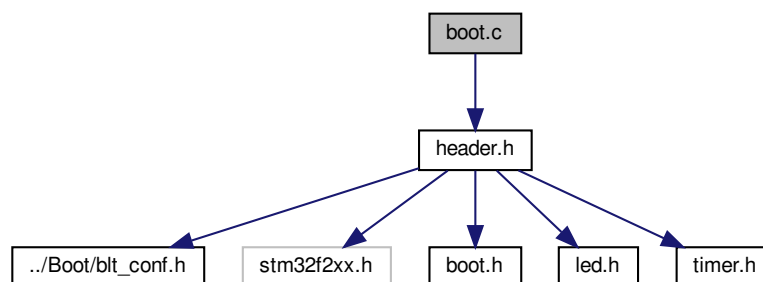 boot.c
header.h
../Boot/blt_conf.h
stm32f2xx.h
boot.h
led.h
timer.h